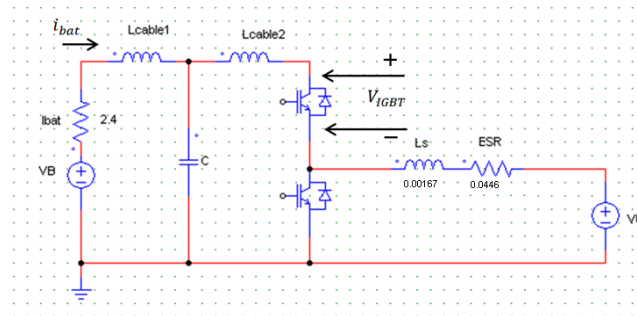 i_bat
Lcable1
Lcable2
+
V_IGBT
−
Ibat
2.4
VB
C
Ls
ESR
0.00167
0.0446